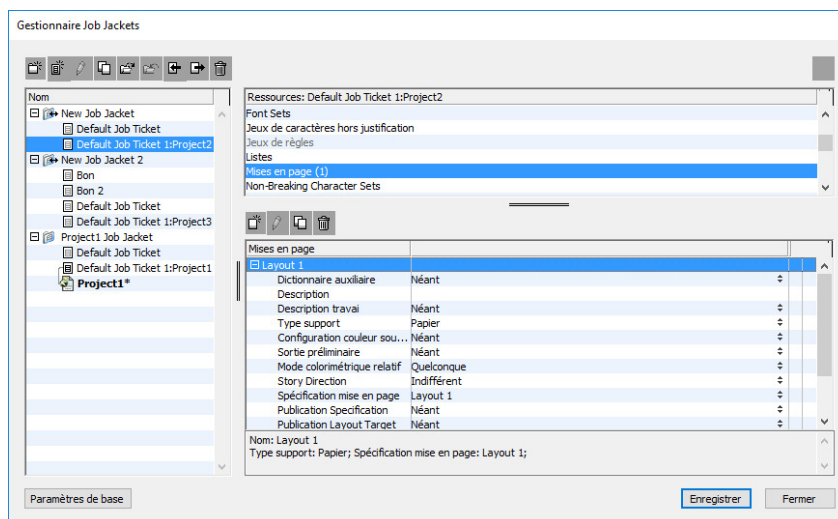 Gestionnaire Job Jackets
Nom
New Job Jacket
Default Job Ticket
Default Job Ticket 1:Project2
New Job Jacket 2
Bon
Bon 2
Default Job Ticket
Default Job Ticket 1:Project3
Project1 Job Jacket
Default Job Ticket
Default Job Ticket 1:Project1
Project1*
Ressources: Default Job Ticket 1:Project2
Font Sets
Jeux de caractères hors justification
Jeux de règles
Listes
Mises en page (1)
Non-Breaking Character Sets
Mises en page
Layout 1
Dictionnaire auxiliaire Néant
Description
Description travai Néant
Type support Papier
Configuration couleur sou... Néant
Sortie préliminaire Néant
Mode colorimétrique relatif Quelconque
Story Direction Indifférent
Spécification mise en page Layout 1
Publication Specification Néant
Publication Layout Target Néant
Nom: Layout 1
Type support: Papier; Spécification mise en page: Layout 1;
Paramètres de base
Enregistrer
Fermer